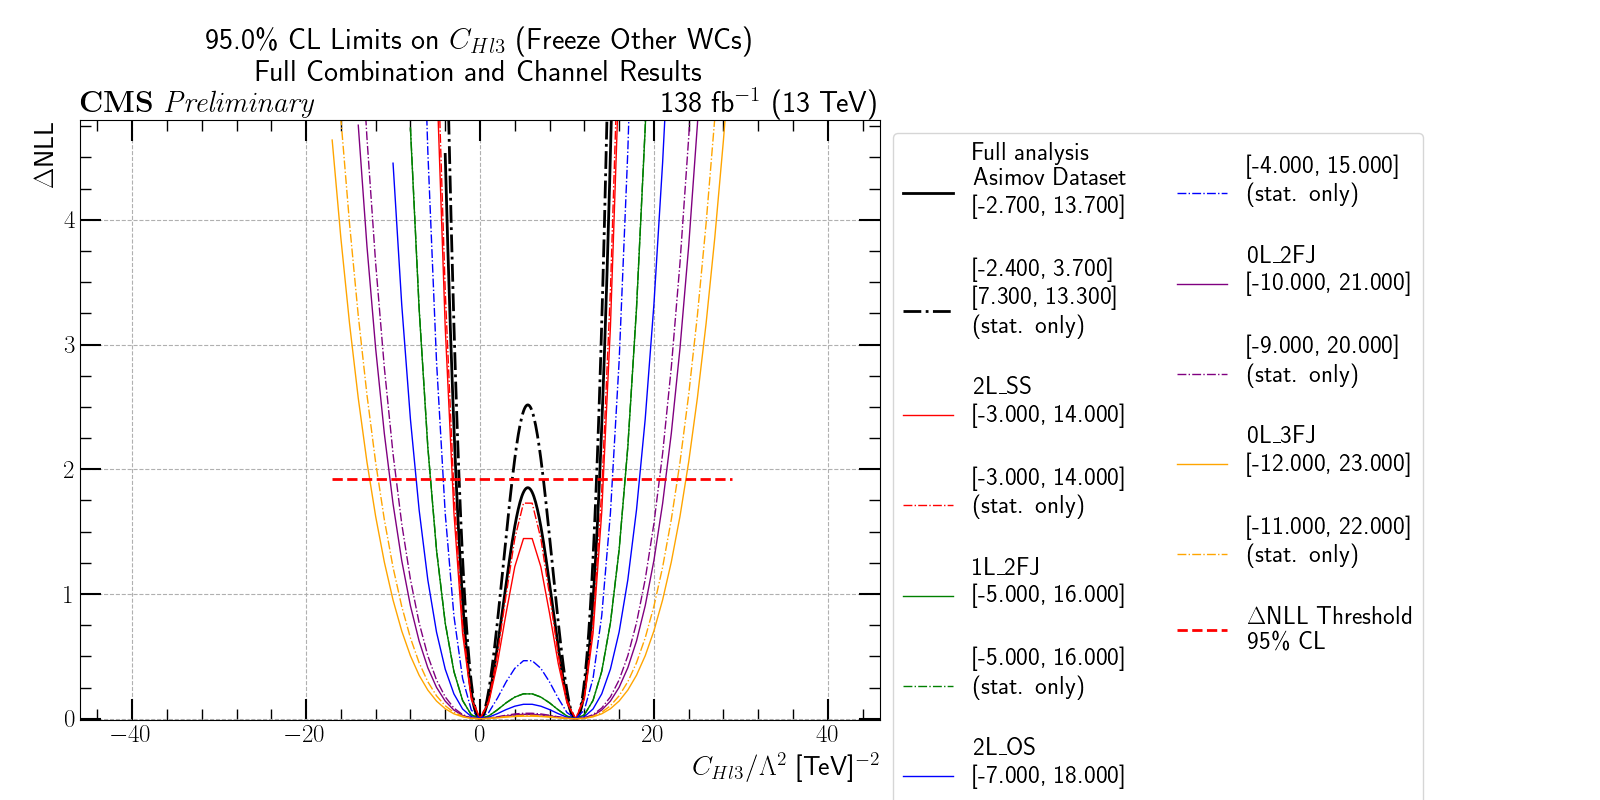 95.0% CL Limits on C_{Hl3} (Freeze Other WCs)
Full Combination and Channel Results
CMS Preliminary
138 fb^{-1} (13 TeV)
ΔNLL
4
3
2
1
0
−40
−20
0
20
40
C_{Hl3}/Λ^2 [TeV]^{-2}
Full analysis
Asimov Dataset
[-2.700, 13.700]
[-2.400, 3.700]
[7.300, 13.300]
(stat. only)
2L_SS
[-3.000, 14.000]
[-3.000, 14.000]
(stat. only)
1L_2FJ
[-5.000, 16.000]
[-5.000, 16.000]
(stat. only)
2L_OS
[-7.000, 18.000]
[-4.000, 15.000]
(stat. only)
0L_2FJ
[-10.000, 21.000]
[-9.000, 20.000]
(stat. only)
0L_3FJ
[-12.000, 23.000]
[-11.000, 22.000]
(stat. only)
ΔNLL Threshold
95% CL